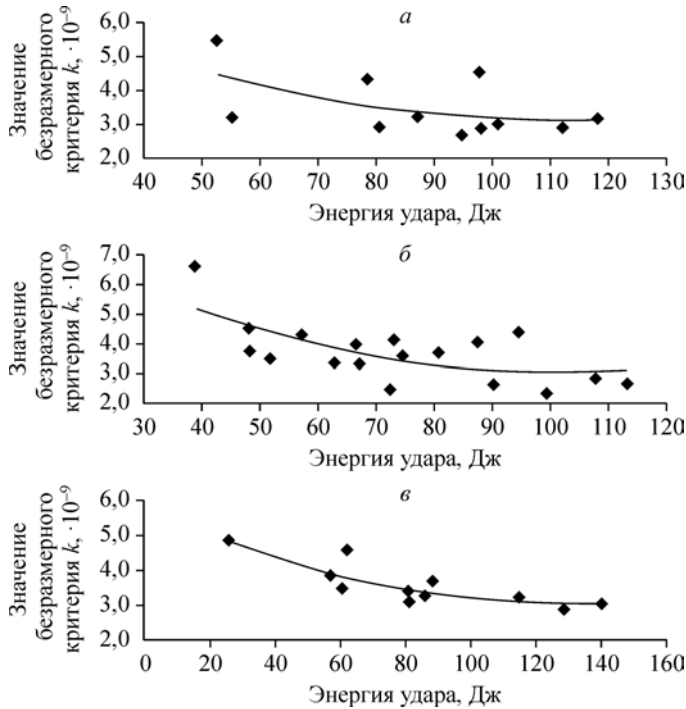 а
Значение
безразмерного
критерия k, ·10⁻⁹
6,0
5,0
4,0
3,0
2,0
40 50 60 70 80 90 100 110 120 130
Энергия удара, Дж
б
Значение
безразмерного
критерия k, ·10⁻⁹
7,0
6,0
5,0
4,0
3,0
2,0
30 40 50 60 70 80 90 100 110 120
Энергия удара, Дж
в
Значение
безразмерного
критерия k, ·10⁻⁹
6,0
5,0
4,0
3,0
2,0
0 20 40 60 80 100 120 140 160
Энергия удара, Дж